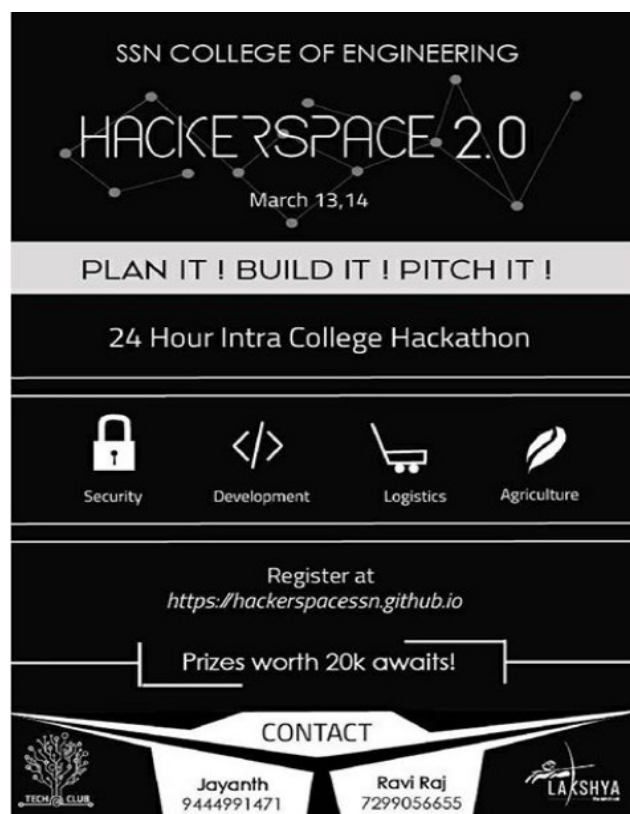 SSN COLLEGE OF ENGINEERING
HACKERSPACE 2.0
March 13,14
PLAN IT ! BUILD IT ! PITCH IT !
24 Hour Intra College Hackathon
Security Development Logistics Agriculture
Register at
https://hackerspacessn.github.io
Prizes worth 20k awaits!
CONTACT
Jayanth Ravi Raj
9444991471 7299056655
TECH CLUB LAKSHYA